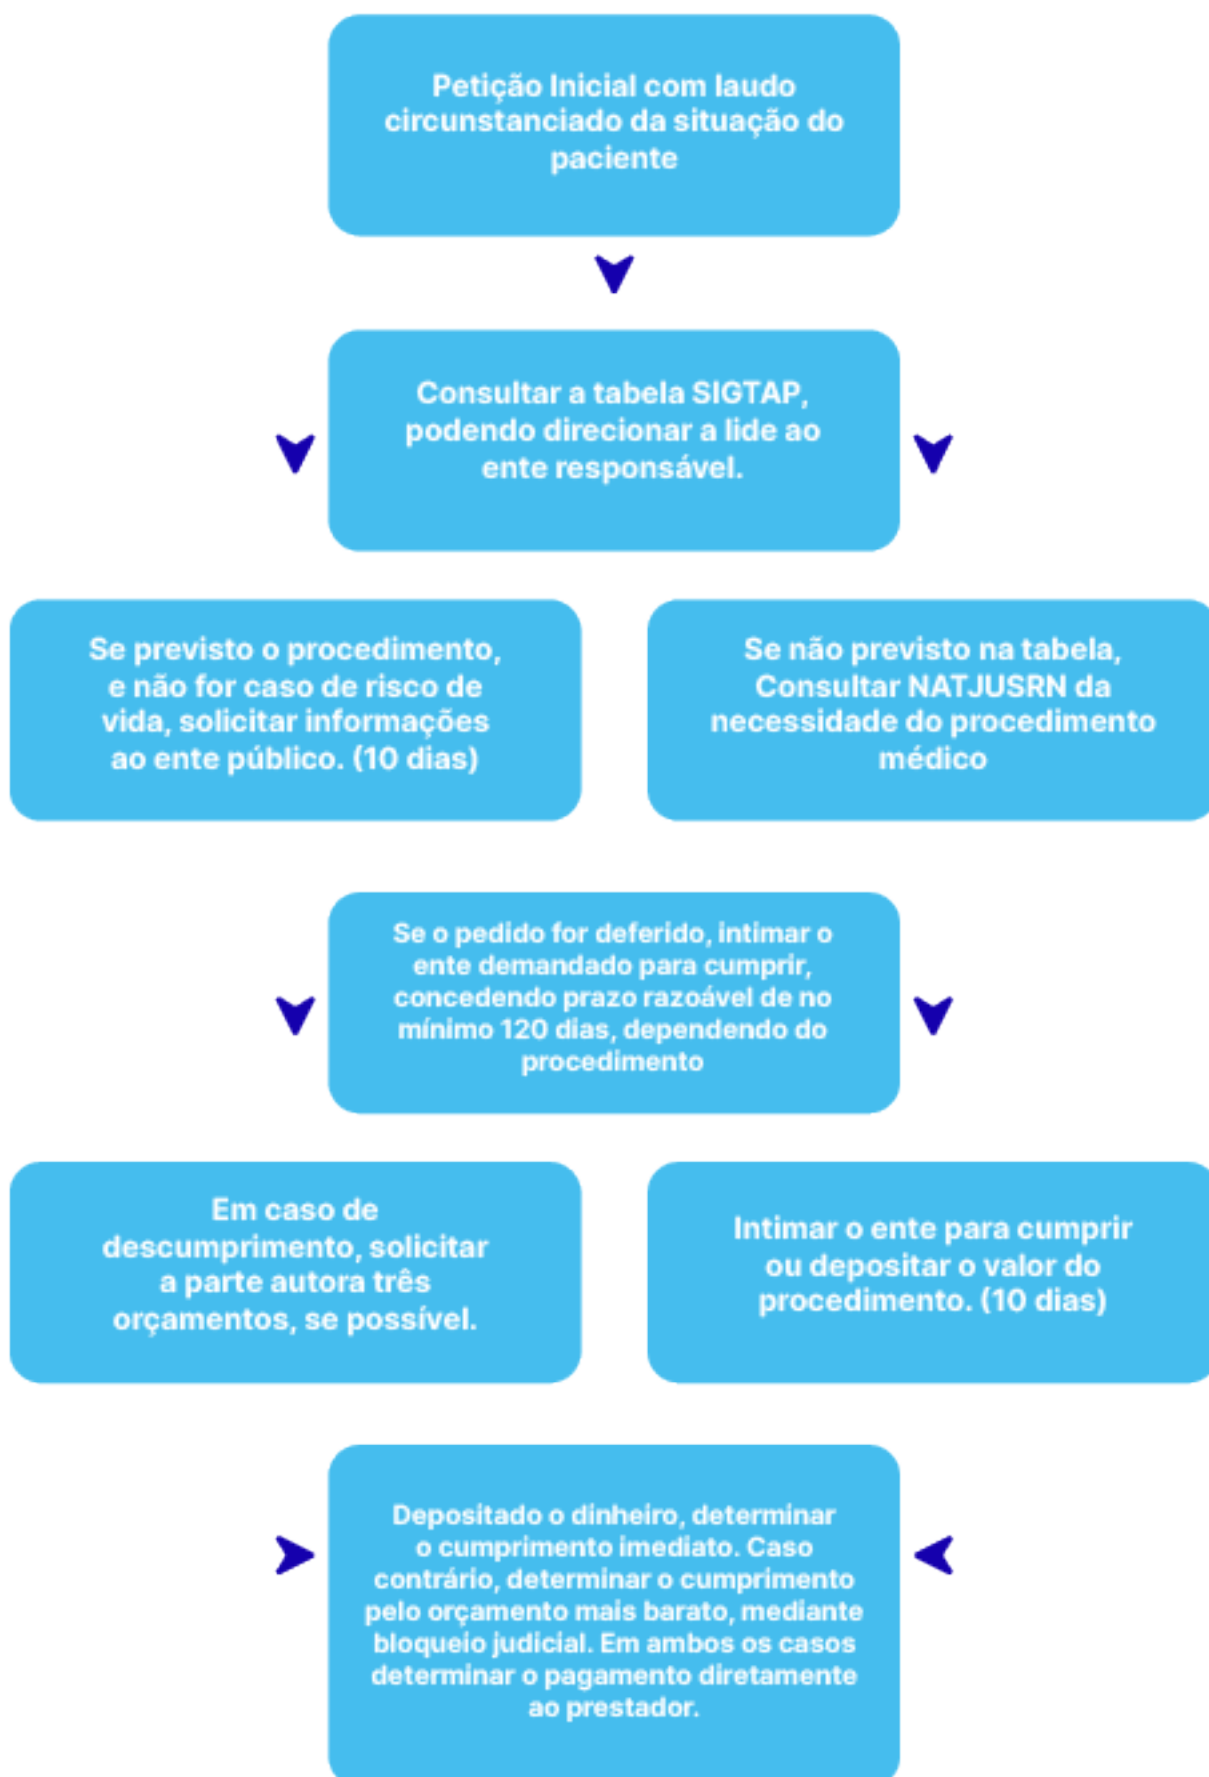 Petição Inicial com laudo
circunstanciado da situação do
paciente
Consultar a tabela SIGTAP,
podendo direcionar a lide ao
ente responsável.
Se previsto o procedimento,
e não for caso de risco de
vida, solicitar informações
ao ente público. (10 dias)
Se não previsto na tabela,
Consultar NATJUSRN da
necessidade do procedimento
médico
Se o pedido for deferido, intimar o
ente demandado para cumprir,
concedendo prazo razoável de no
mínimo 120 dias, dependendo do
procedimento
Em caso de
descumprimento, solicitar
a parte autora três
orçamentos, se possível.
Intimar o ente para cumprir
ou depositar o valor do
procedimento. (10 dias)
Depositado o dinheiro, determinar
o cumprimento imediato. Caso
contrário, determinar o cumprimento
pelo orçamento mais barato, mediante
bloqueio judicial. Em ambos os casos
determinar o pagamento diretamente
ao prestador.